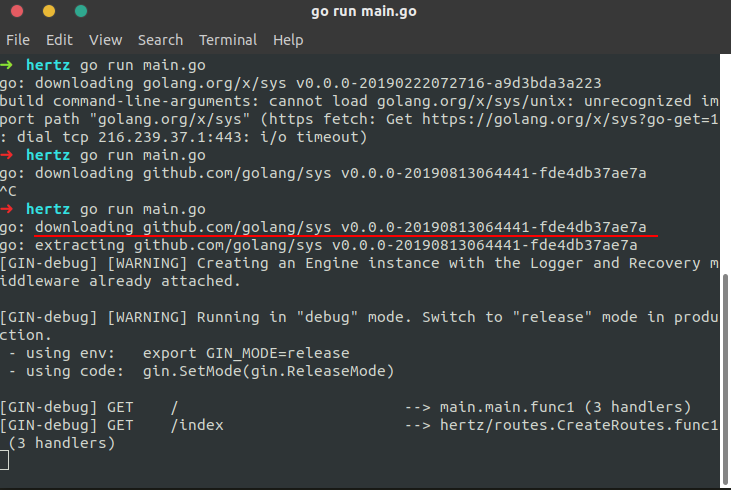 go run main.go
File Edit View Search Terminal Help
➜ hertz go run main.go
go: downloading golang.org/x/sys v0.0.0-20190222072716-a9d3bda3a223
build command-line-arguments: cannot load golang.org/x/sys/unix: unrecognized im
port path "golang.org/x/sys" (https fetch: Get https://golang.org/x/sys?go-get=1
: dial tcp 216.239.37.1:443: i/o timeout)
➜ hertz go run main.go
go: downloading github.com/golang/sys v0.0.0-20190813064441-fde4db37ae7a
^C
➜ hertz go run main.go
go: downloading github.com/golang/sys v0.0.0-20190813064441-fde4db37ae7a
go: extracting github.com/golang/sys v0.0.0-20190813064441-fde4db37ae7a
[GIN-debug] [WARNING] Creating an Engine instance with the Logger and Recovery m
iddleware already attached.
[GIN-debug] [WARNING] Running in "debug" mode. Switch to "release" mode in produ
ction.
- using env: export GIN_MODE=release
- using code: gin.SetMode(gin.ReleaseMode)
[GIN-debug] GET / --> main.main.func1 (3 handlers)
[GIN-debug] GET /index --> hertz/routes.CreateRoutes.func1
(3 handlers)